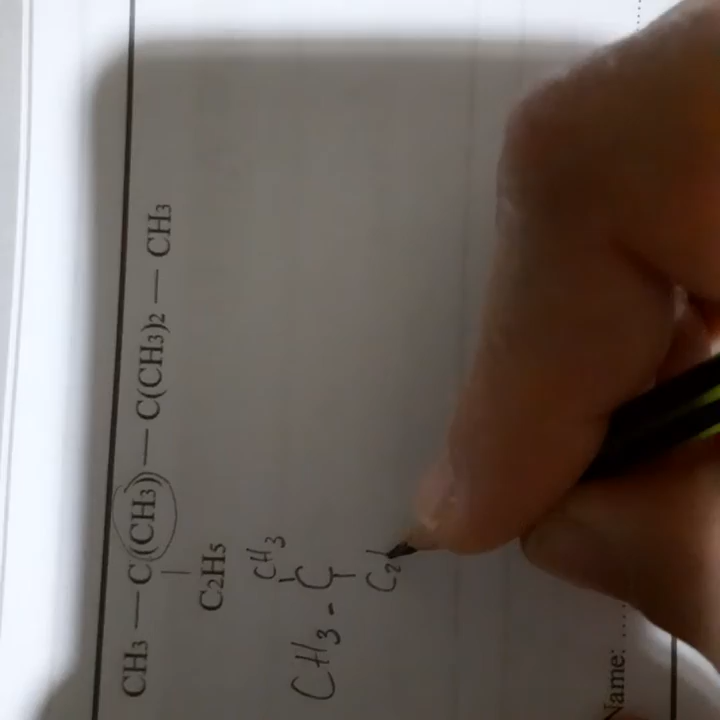 CH3 — C(CH3) — C(CH3)2 — CH3
|
C2H5
CH3
CH3 - C
C2
Name: .....